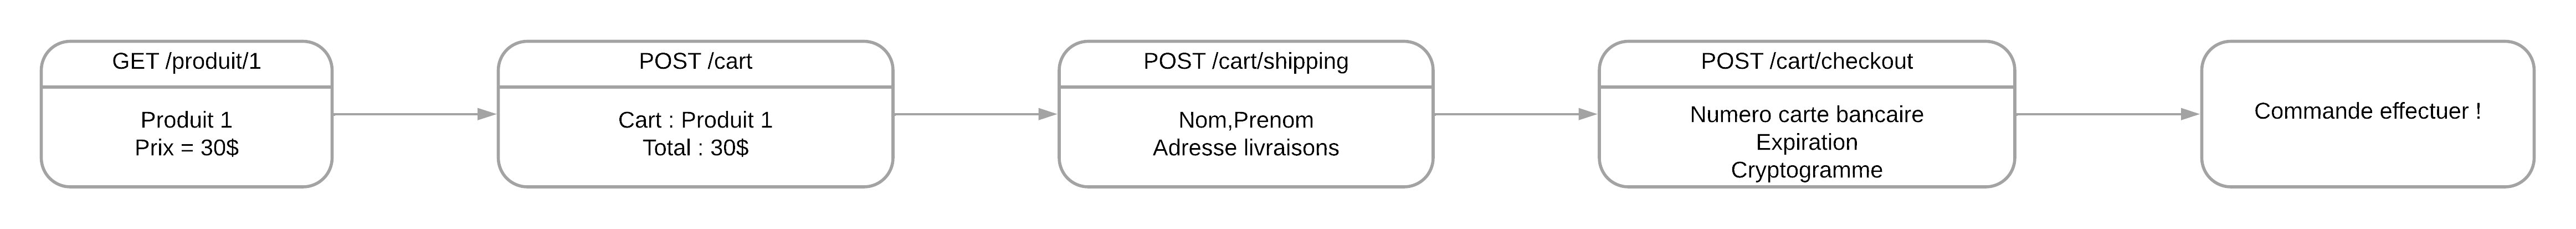 GET /produit/1
Produit 1
Prix = 30$
POST /cart
Cart : Produit 1
Total : 30$
POST /cart/shipping
Nom,Prenom
Adresse livraisons
POST /cart/checkout
Numero carte bancaire
Expiration
Cryptogramme
Commande effectuer !